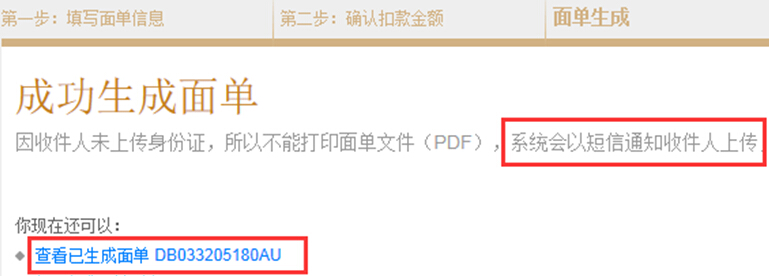 第一步：填写面单信息 第二步：确认扣款金额 面单生成
成功生成面单
因收件人未上传身份证，所以不能打印面单文件（PDF），系统会以短信通知收件人上传
你现在还可以：
查看已生成面单 DB033205180AU